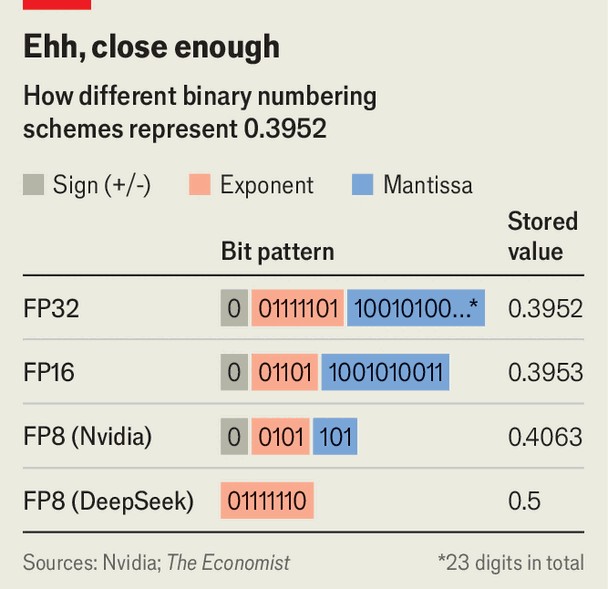 Ehh, close enough
How different binary numbering
schemes represent 0.3952
Sign (+/-) Exponent Mantissa
Stored
Bit pattern value
FP32 0 01111101 10010100...* 0.3952
FP16 0 01101 1001010011 0.3953
FP8 (Nvidia) 0 0101 101 0.4063
FP8 (DeepSeek) 01111110 0.5
Sources: Nvidia; The Economist *23 digits in total